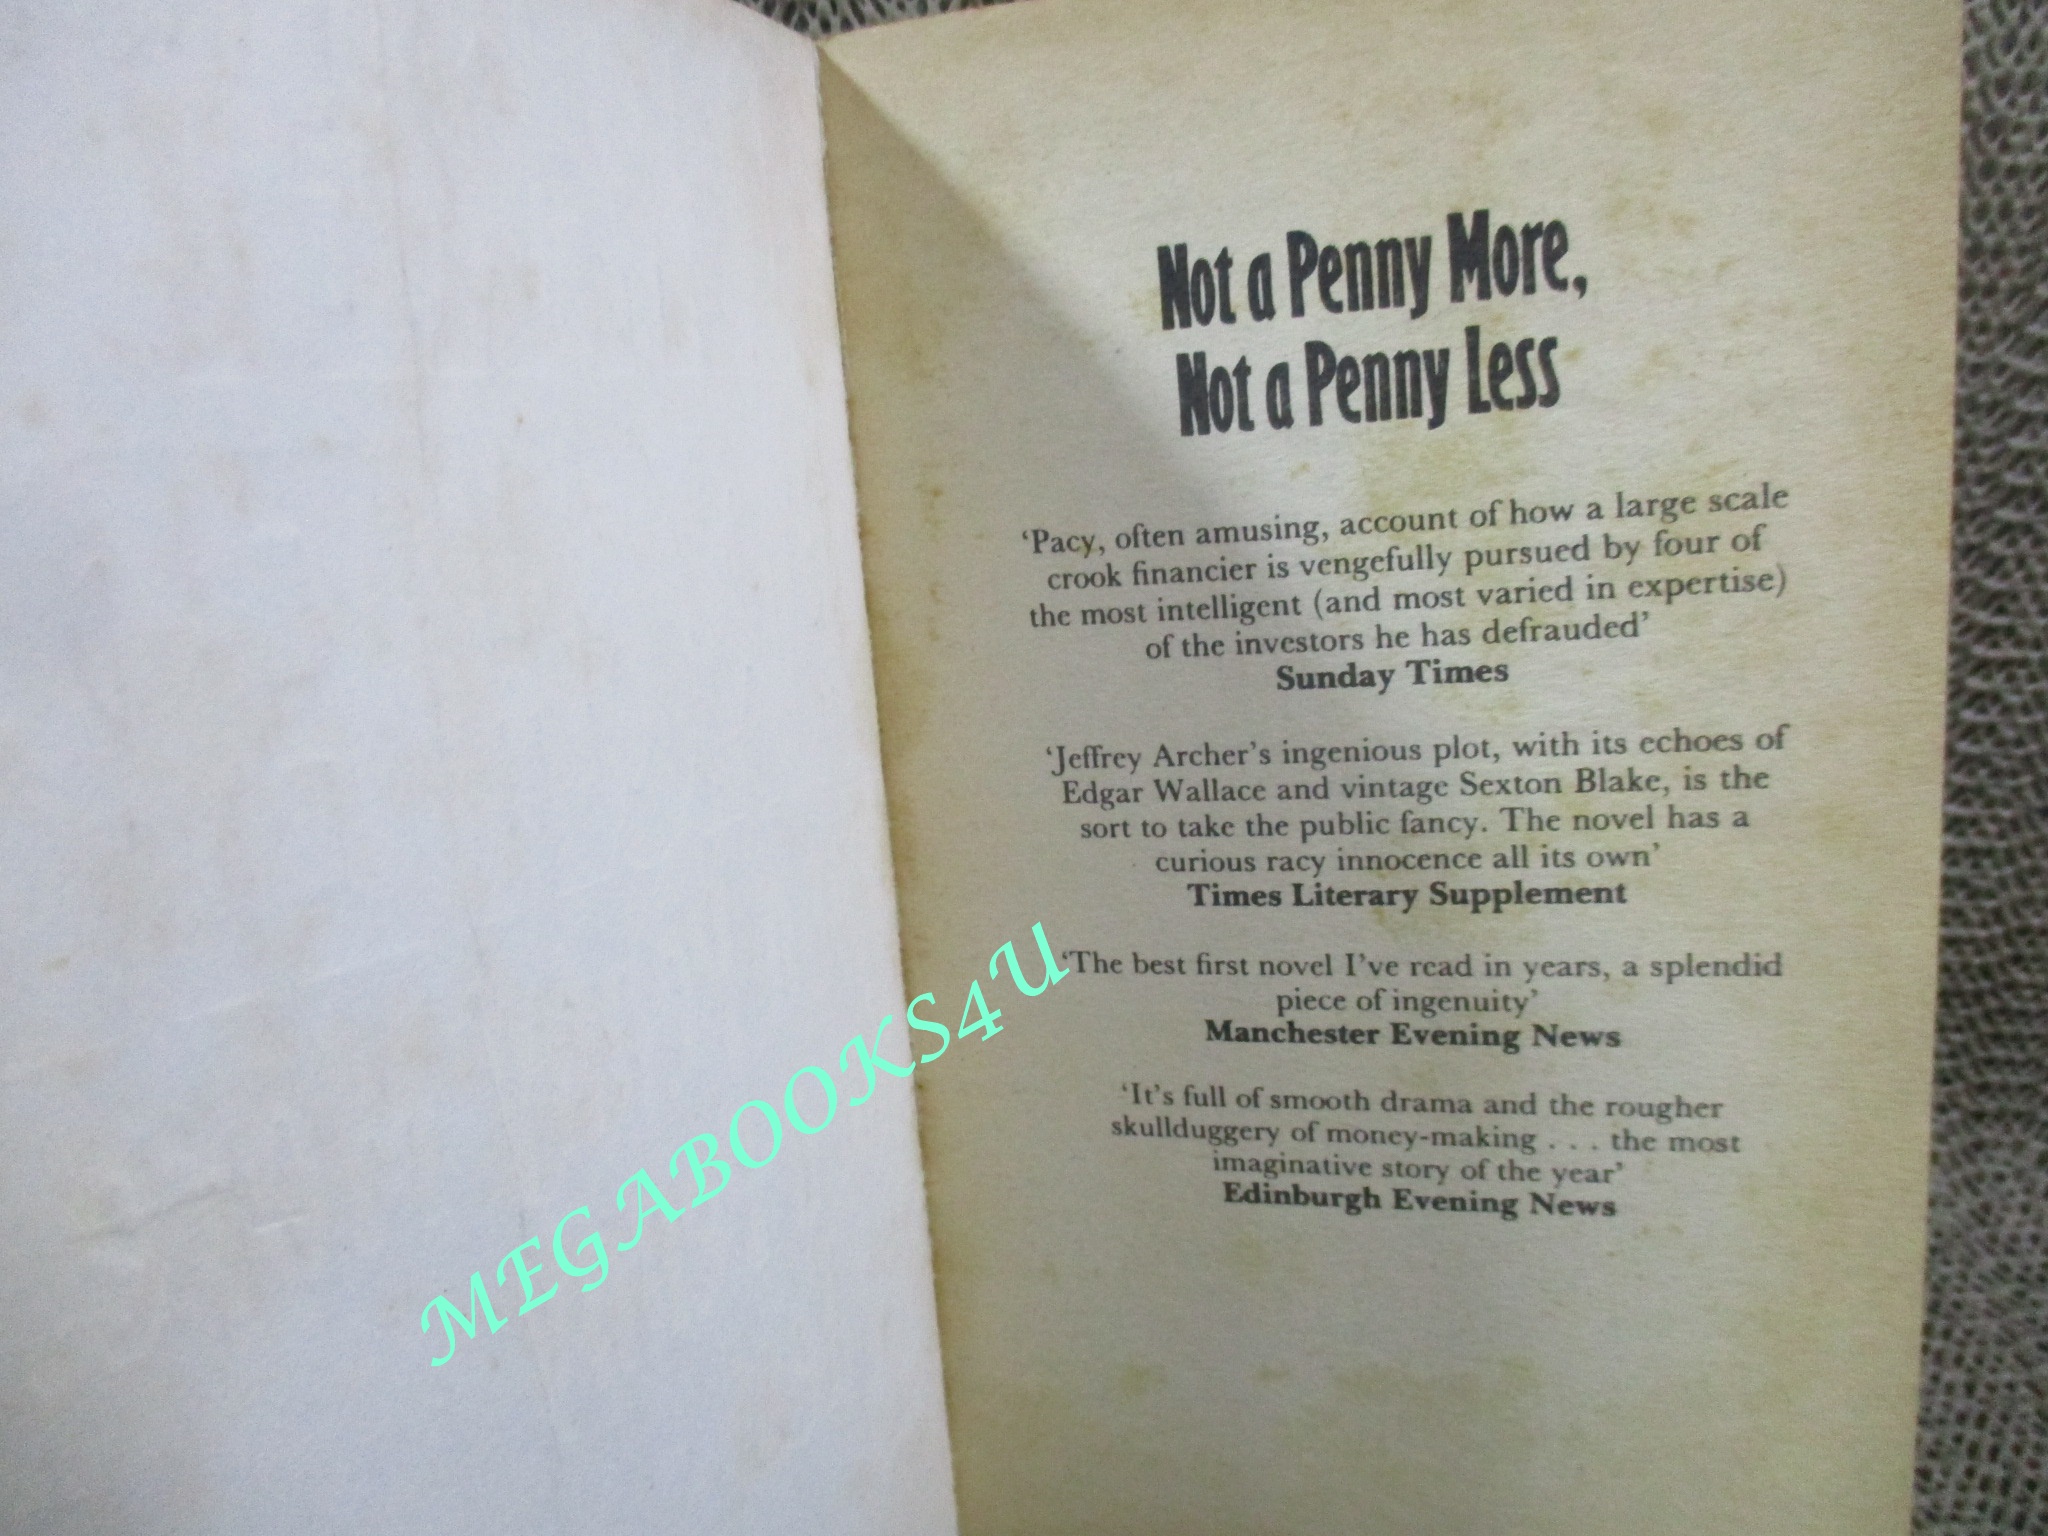 Not a Penny More,
Not a Penny Less
‘Pacy, often amusing, account of how a large scale
crook financier is vengefully pursued by four of
the most intelligent (and most varied in expertise)
of the investors he has defrauded’
Sunday Times
‘Jeffrey Archer’s ingenious plot, with its echoes of
Edgar Wallace and vintage Sexton Blake, is the
sort to take the public fancy. The novel has a
curious racy innocence all its own’
Times Literary Supplement
‘The best first novel I’ve read in years, a splendid
piece of ingenuity’
Manchester Evening News
‘It’s full of smooth drama and the rougher
skullduggery of money-making . . . the most
imaginative story of the year’
Edinburgh Evening News
MEGABOOKS4U